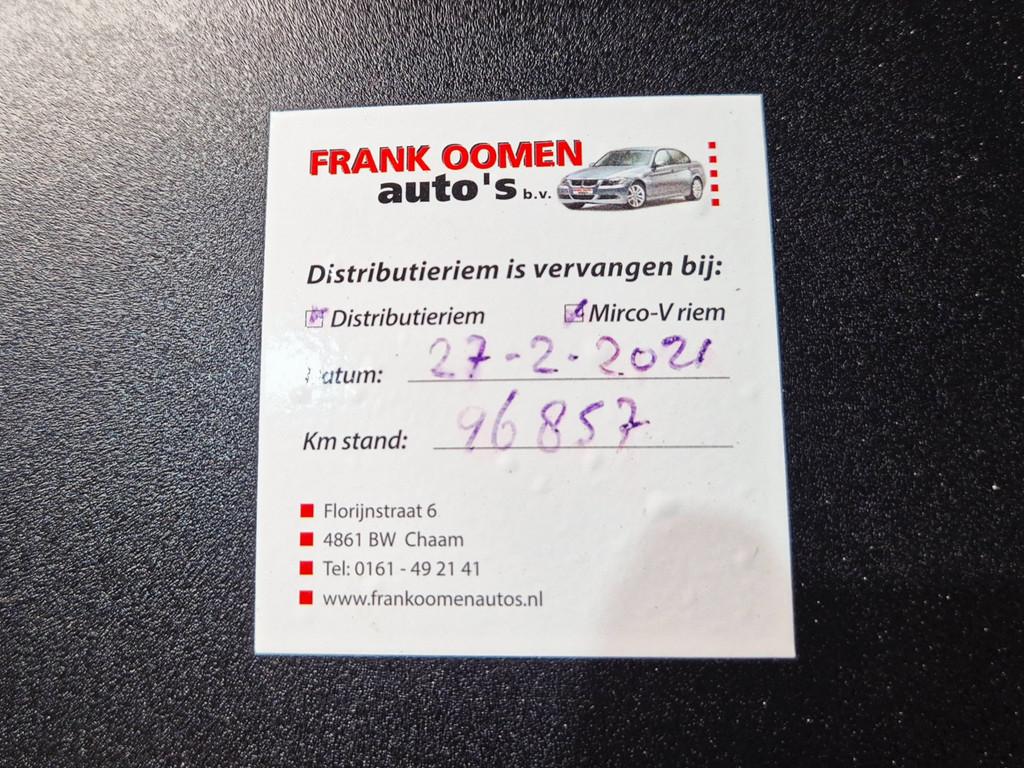 FRANK OOMEN
auto's b.v.
Distributieriem is vervangen bij:
Distributieriem Mirco-V riem
Datum: 27-2-2021
Km stand: 96857
Florijnstraat 6
4861 BW Chaam
Tel: 0161 - 49 21 41
www.frankoomenautos.nl